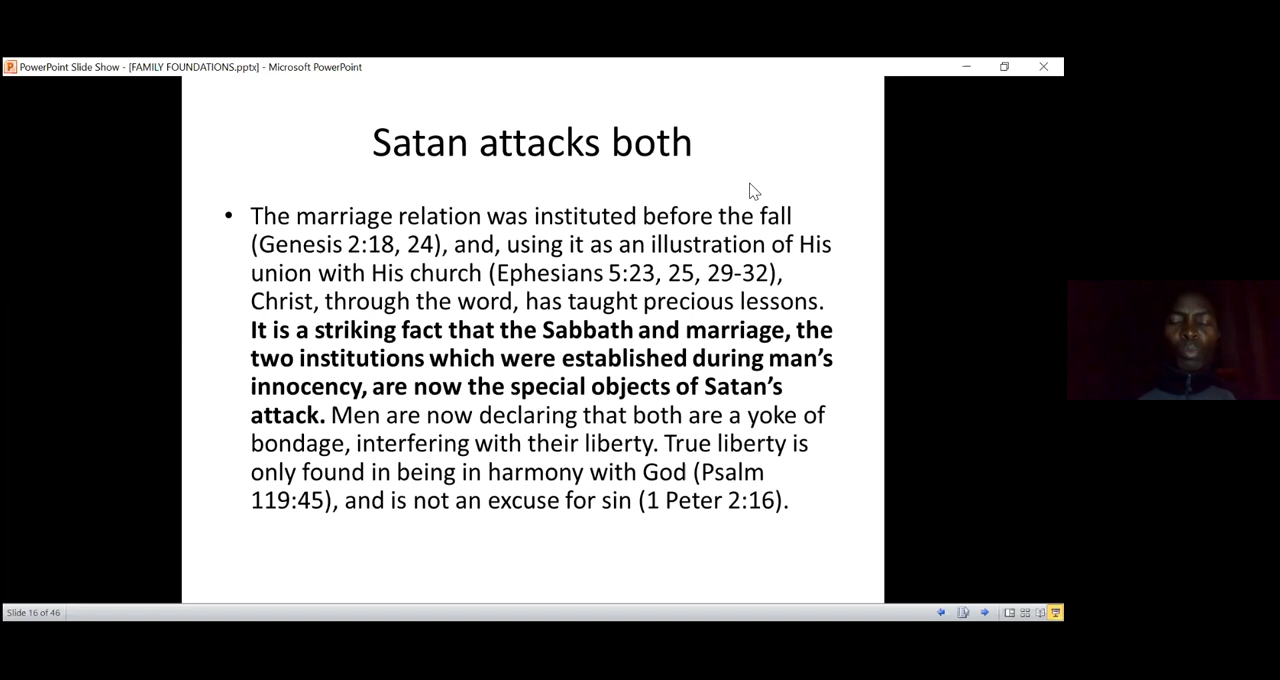 PowerPoint Slide Show - [FAMILY FOUNDATIONS.pptx] - Microsoft PowerPoint
Satan attacks both
• The marriage relation was instituted before the fall
(Genesis 2:18, 24), and, using it as an illustration of His
union with His church (Ephesians 5:23, 25, 29-32),
Christ, through the word, has taught precious lessons.
It is a striking fact that the Sabbath and marriage, the
two institutions which were established during man’s
innocency, are now the special objects of Satan’s
attack. Men are now declaring that both are a yoke of
bondage, interfering with their liberty. True liberty is
only found in being in harmony with God (Psalm
119:45), and is not an excuse for sin (1 Peter 2:16).
Slide 16 of 46